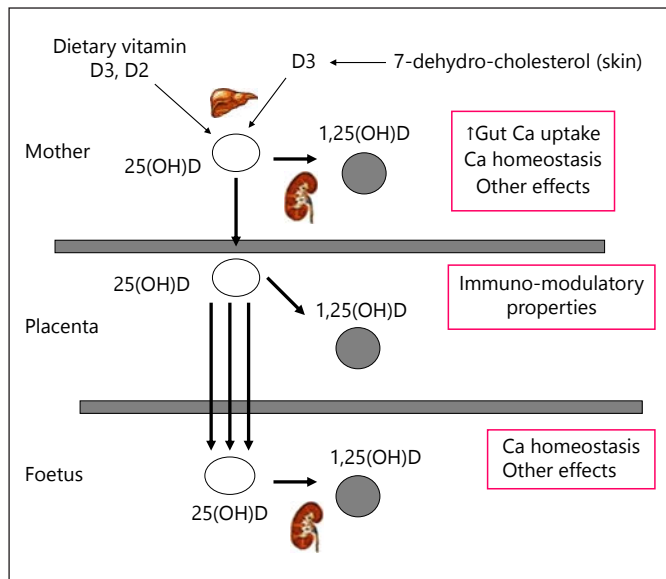 Dietary vitamin
D3, D2
D3
7-dehydro-cholesterol (skin)
Mother
25(OH)D
1,25(OH)D
↑Gut Ca uptake
Ca homeostasis
Other effects
25(OH)D
1,25(OH)D
Immuno-modulatory
properties
Placenta
Foetus
25(OH)D
1,25(OH)D
Ca homeostasis
Other effects